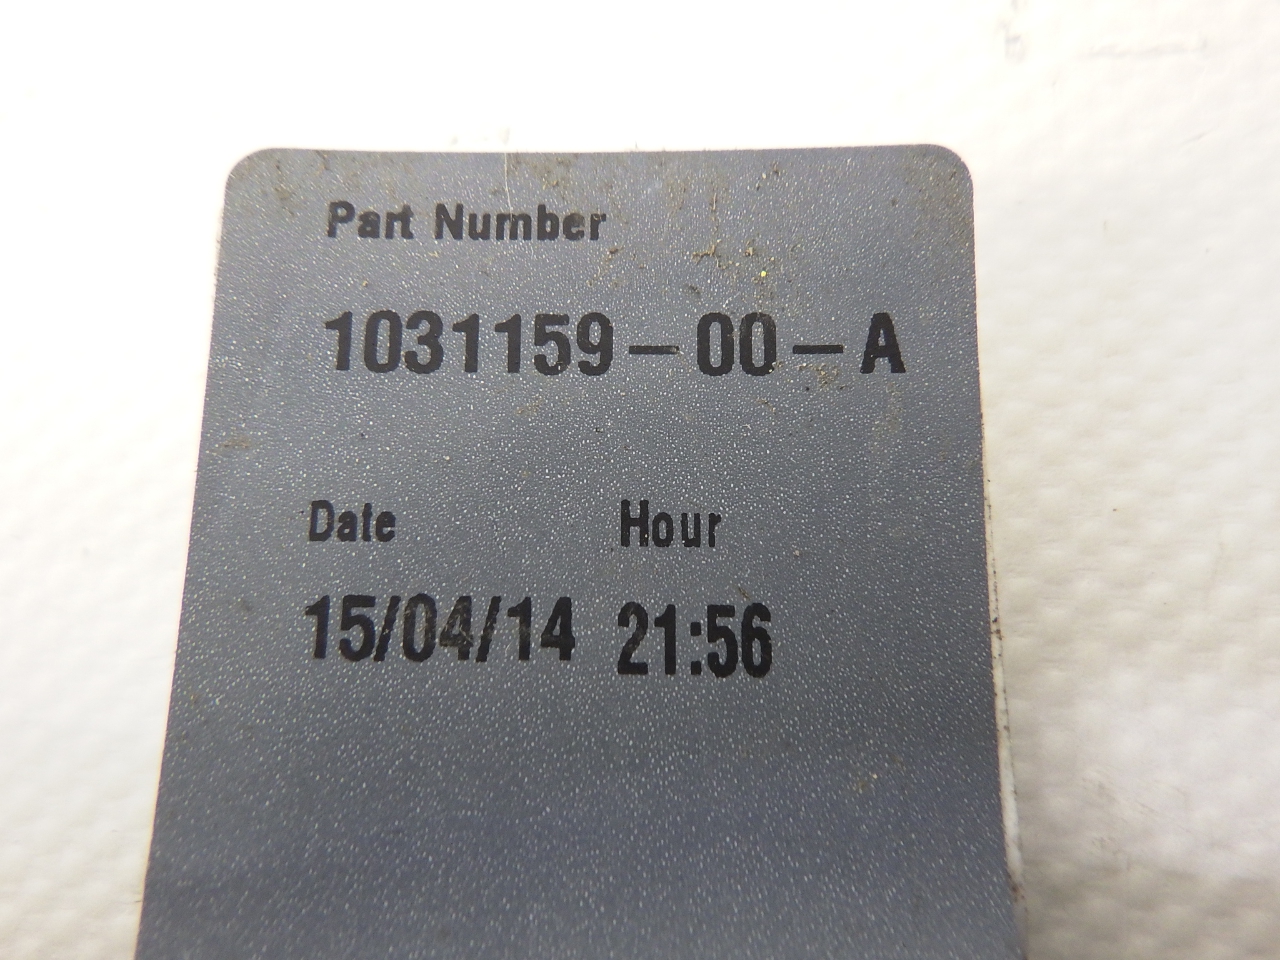 Part Number
1031159-00-A
Date Hour
15/04/14 21:56